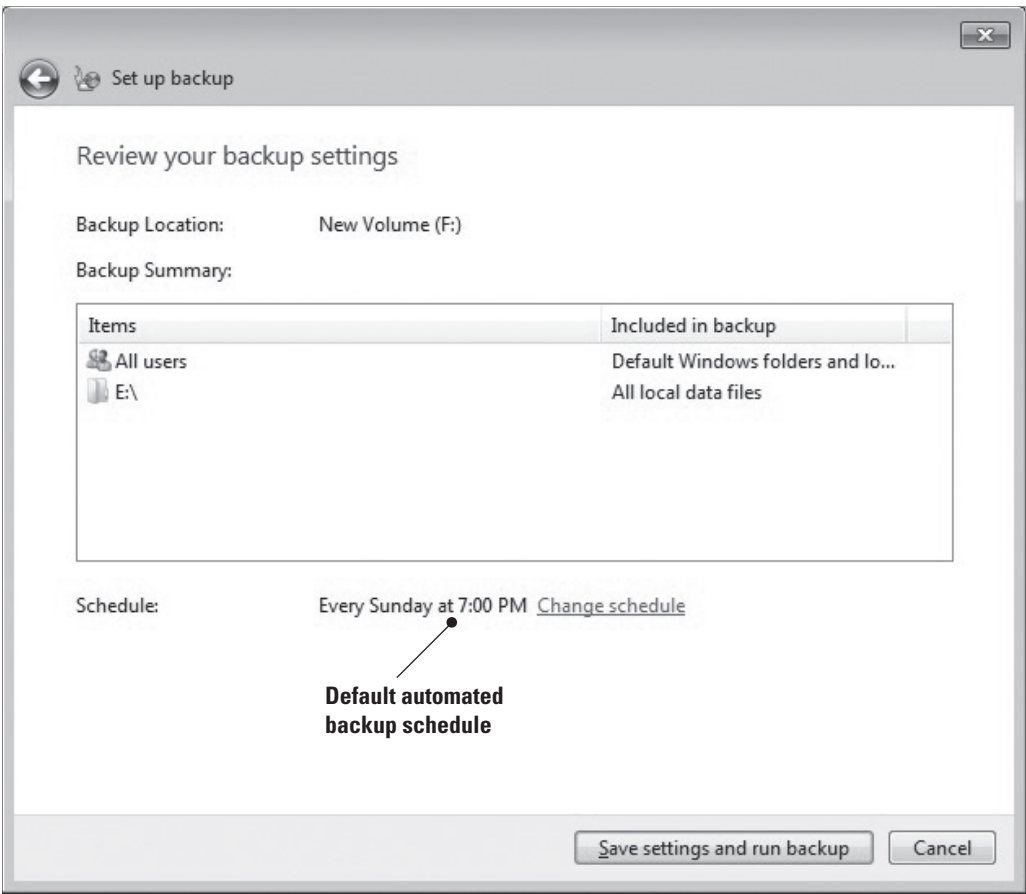 Set up backup
Review your backup settings
Backup Location: New Volume (F:)
Backup Summary:
Items Included in backup
All users Default Windows folders and lo...
E:\ All local data files
Schedule: Every Sunday at 7:00 PM Change schedule
Default automated
backup schedule
Save settings and run backup Cancel